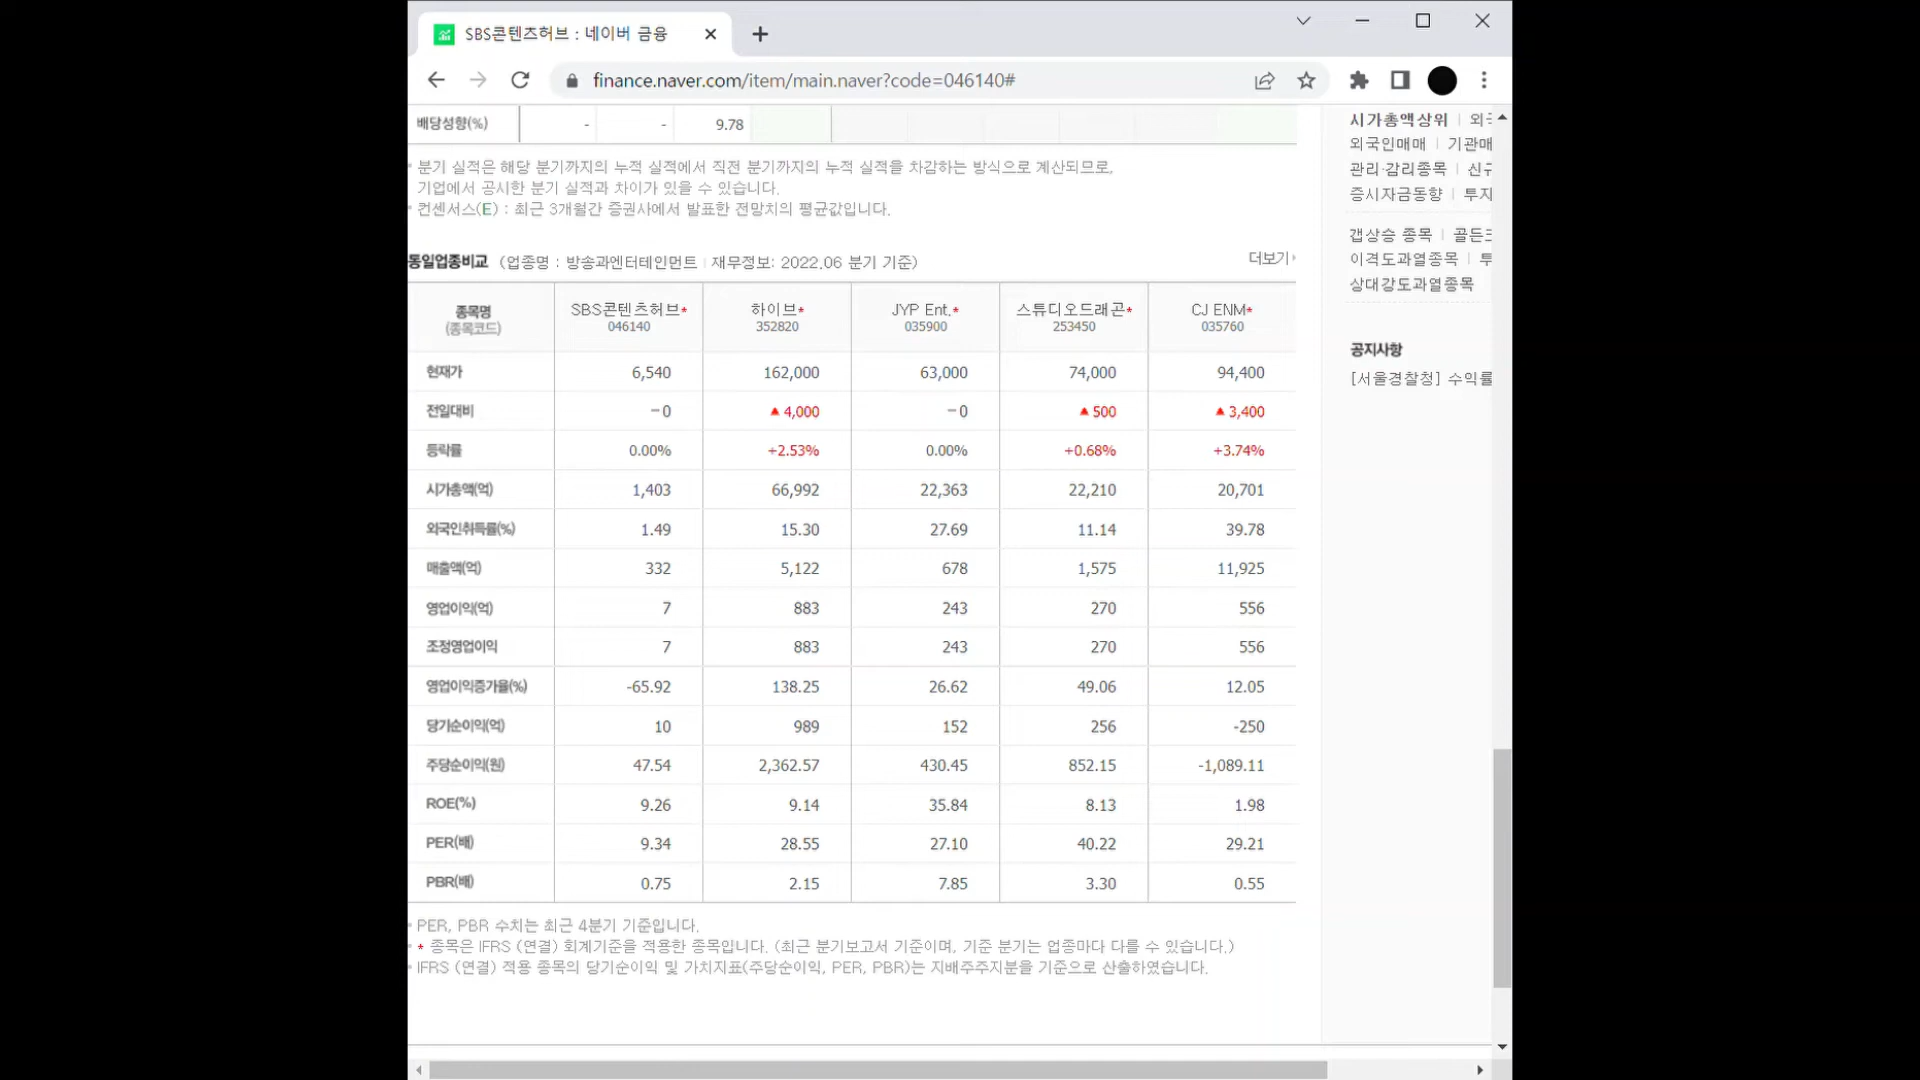 SBS콘텐츠허브 : 네이버 금융
finance.naver.com/item/main.naver?code=046140#
배당성향(%) - - 9.78
분기 실적은 해당 분기까지의 누적 실적에서 직전 분기까지의 누적 실적을 차감하는 방식으로 계산되므로,
기업에서 공시한 분기 실적과 차이가 있을 수 있습니다.
컨센서스(E) : 최근 3개월간 증권사에서 발표한 전망치의 평균값입니다.
동일업종비교 (업종명 : 방송과엔터테인먼트 | 재무정보: 2022.06 분기 기준) 더보기
종목명 SBS콘텐츠허브* 하이브* JYP Ent.* 스튜디오드래곤* CJ ENM*
(종목코드) 046140 352820 035900 253450 035760
현재가 6,540 162,000 63,000 74,000 94,400
전일대비 －0 ▲4,000 －0 ▲500 ▲3,400
등락률 0.00% +2.53% 0.00% +0.68% +3.74%
시가총액(억) 1,403 66,992 22,363 22,210 20,701
외국인취득률(%) 1.49 15.30 27.69 11.14 39.78
매출액(억) 332 5,122 678 1,575 11,925
영업이익(억) 7 883 243 270 556
조정영업이익 7 883 243 270 556
영업이익증가율(%) -65.92 138.25 26.62 49.06 12.05
당기순이익(억) 10 989 152 256 -250
주당순이익(원) 47.54 2,362.57 430.45 852.15 -1,089.11
ROE(%) 9.26 9.14 35.84 8.13 1.98
PER(배) 9.34 28.55 27.10 40.22 29.21
PBR(배) 0.75 2.15 7.85 3.30 0.55
PER, PBR 수치는 최근 4분기 기준입니다.
* 종목은 IFRS (연결) 회계기준을 적용한 종목입니다. (최근 분기보고서 기준이며, 기준 분기는 업종마다 다를 수 있습니다.)
IFRS (연결) 적용 종목의 당기순이익 및 가치지표(주당순이익, PER, PBR)는 지배주주지분을 기준으로 산출하였습니다.
시가총액상위 | 외국
외국인매매 | 기관매
관리·감리종목 | 신규
증시자금동향 | 투자
갭상승 종목 | 골든크
이격도과열종목 | 투
상대강도과열종목
공지사항
[서울경찰청] 수익률